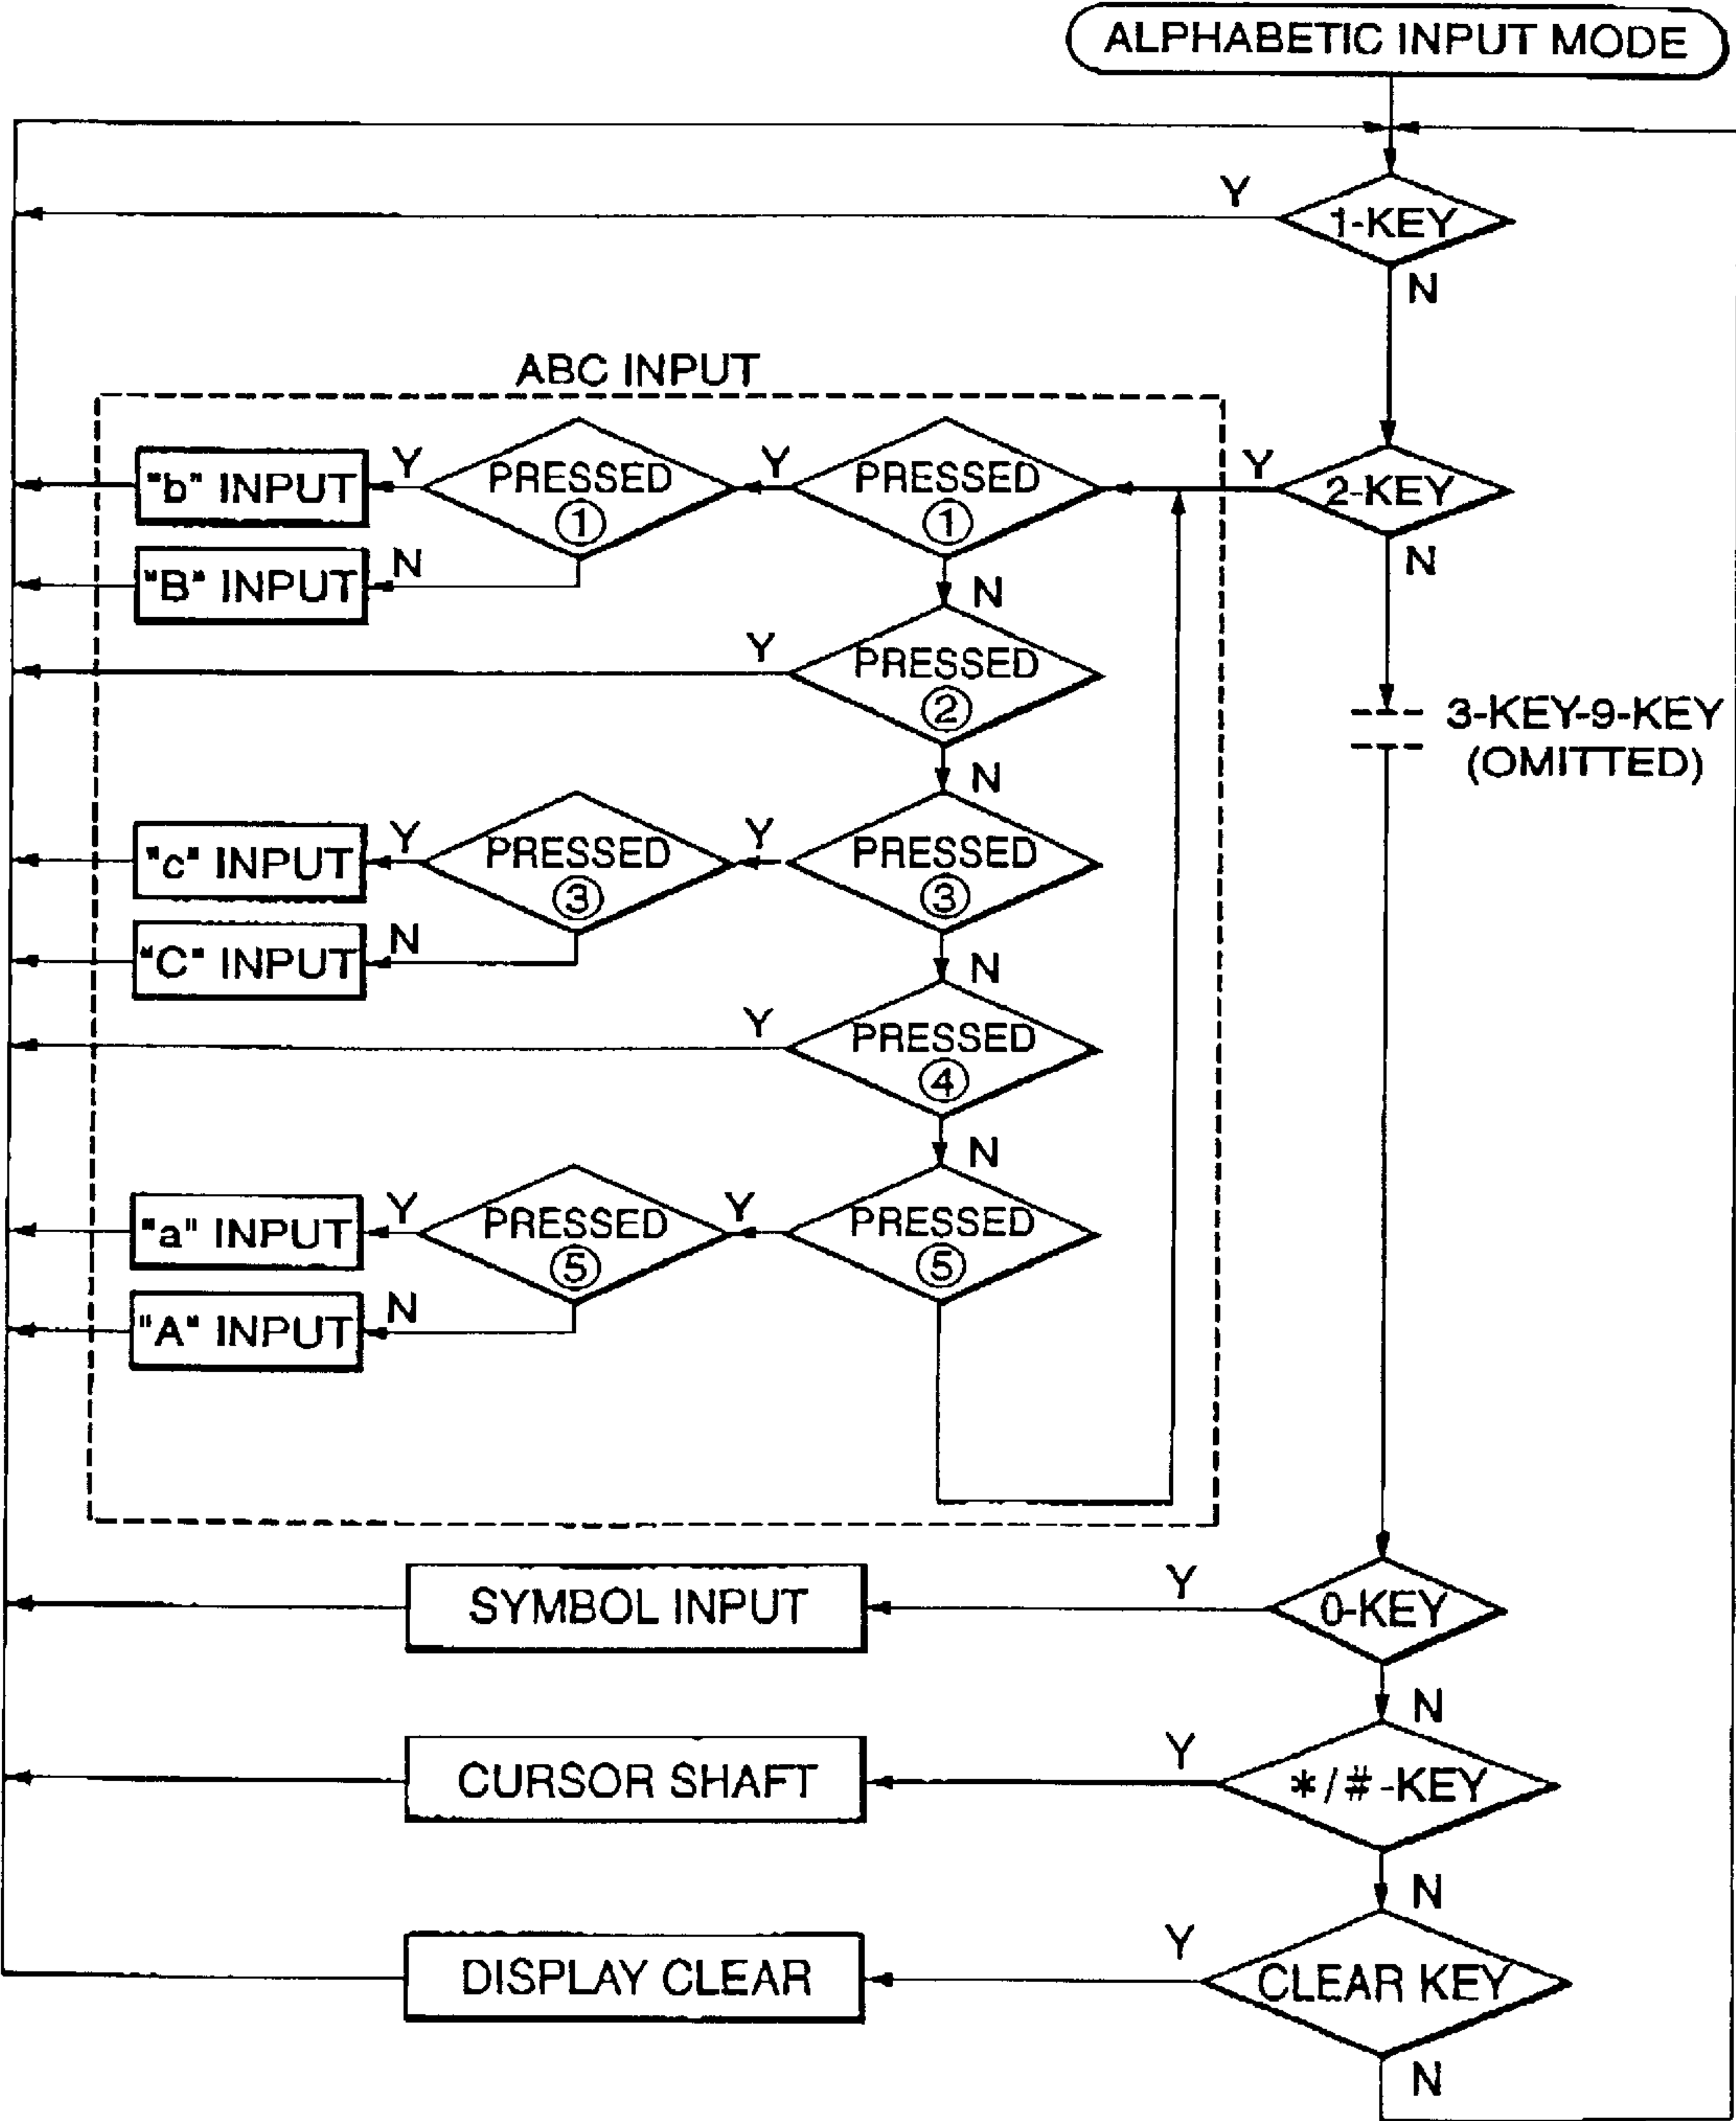 ALPHABETIC INPUT MODE
Y
1-KEY
N
ABC INPUT
"b" INPUT
Y
PRESSED
①
Y
PRESSED
①
Y
2-KEY
N
"B" INPUT
N
N
Y
PRESSED
②
3-KEY-9-KEY
(OMITTED)
N
"c" INPUT
Y
PRESSED
③
Y
PRESSED
③
"C" INPUT
N
N
Y
PRESSED
④
N
"a" INPUT
Y
PRESSED
⑤
Y
PRESSED
⑤
"A" INPUT
N
SYMBOL INPUT
Y
0-KEY
N
CURSOR SHAFT
Y
*/#-KEY
N
DISPLAY CLEAR
Y
CLEAR KEY
N